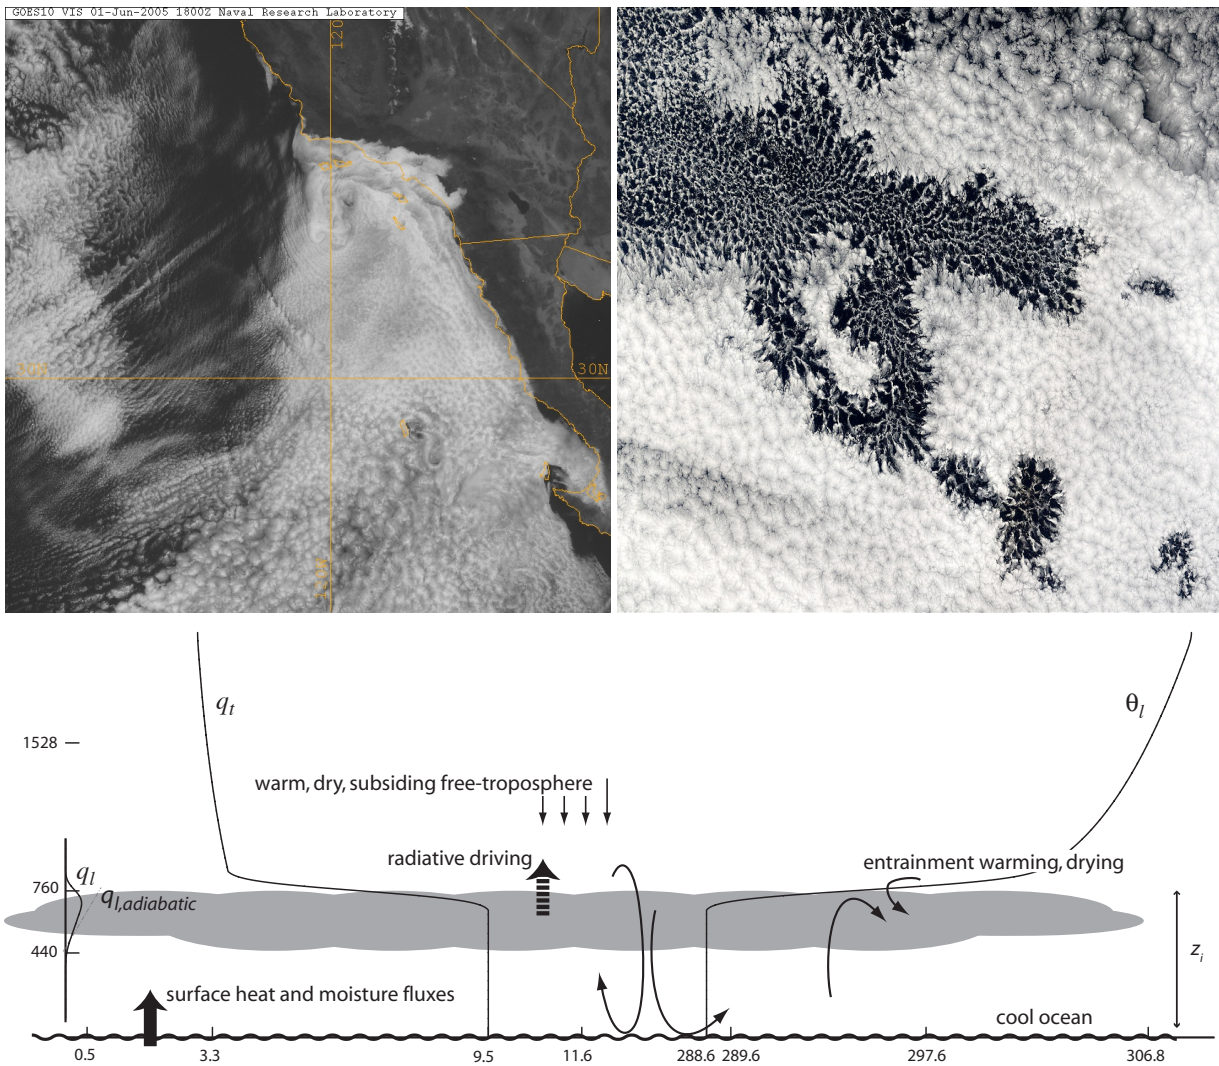 GOES10 VIS 01-Jun-2005 1800Z Naval Research Laboratory
120
30N
q_t
θ_l
1528
warm, dry, subsiding free-troposphere
radiative driving
entrainment warming, drying
q_l
760
q_l,adiabatic
440
z_i
surface heat and moisture fluxes
cool ocean
0.5 3.3 9.5 11.6 288.6 289.6 297.6 306.8